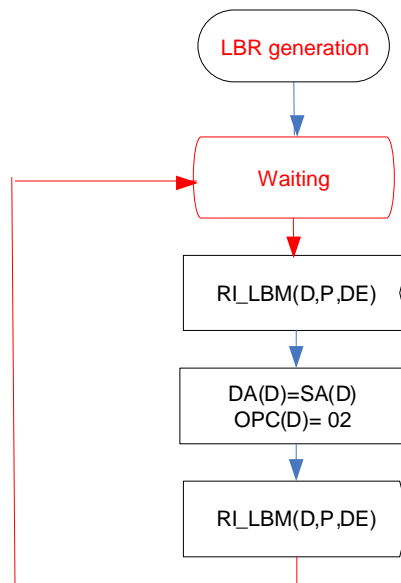 LBR generation
Waiting
RI_LBM(D,P,DE)
DA(D)=SA(D)
OPC(D)= 02
RI_LBM(D,P,DE)